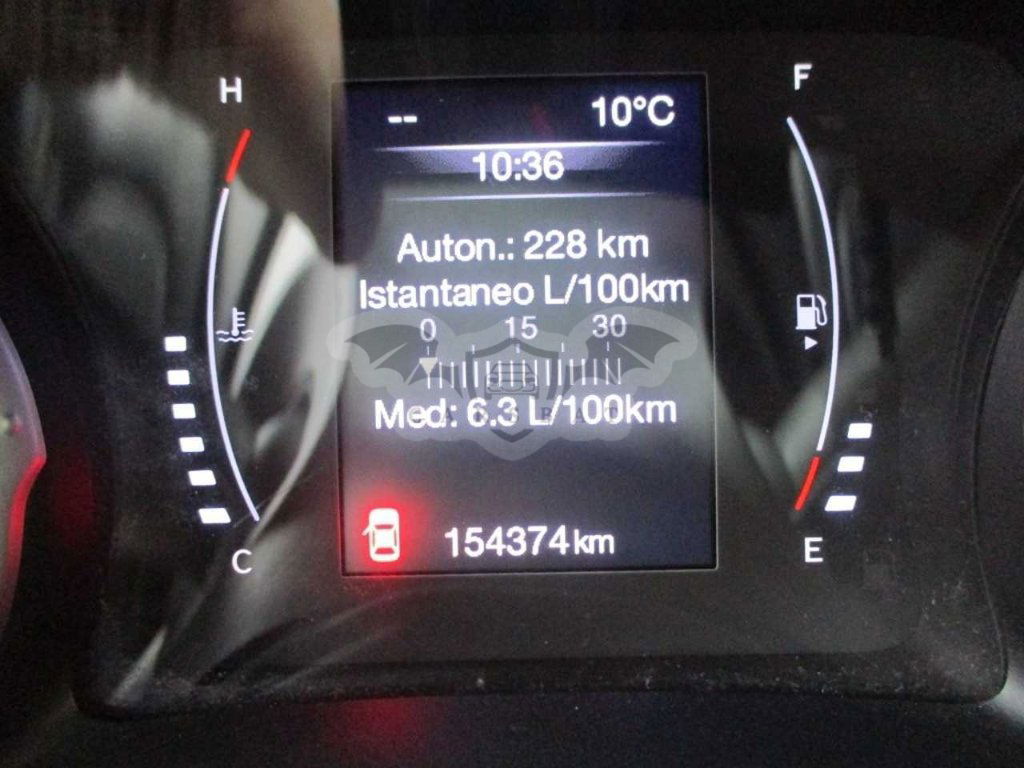 H
F
-- 10°C
10:36
Auton.: 228 km
Istantaneo L/100km
0 15 30
Med: 6.3 L/100km
154374km
C
E